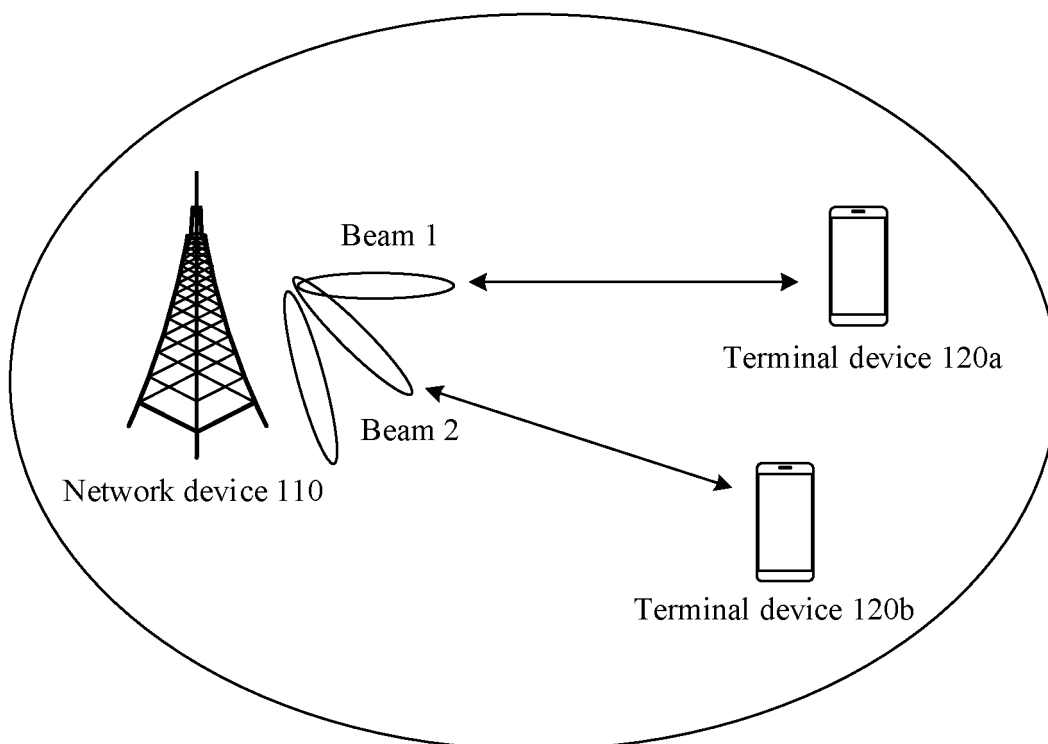 Beam 1
Terminal device 120a
Beam 2
Network device 110
Terminal device 120b